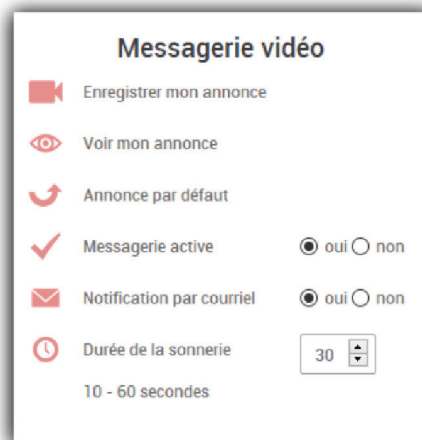 Messagerie vidéo
Enregistrer mon annonce
Voir mon annonce
Annonce par défaut
Messagerie active oui non
Notification par courriel oui non
Durée de la sonnerie 30
10 - 60 secondes